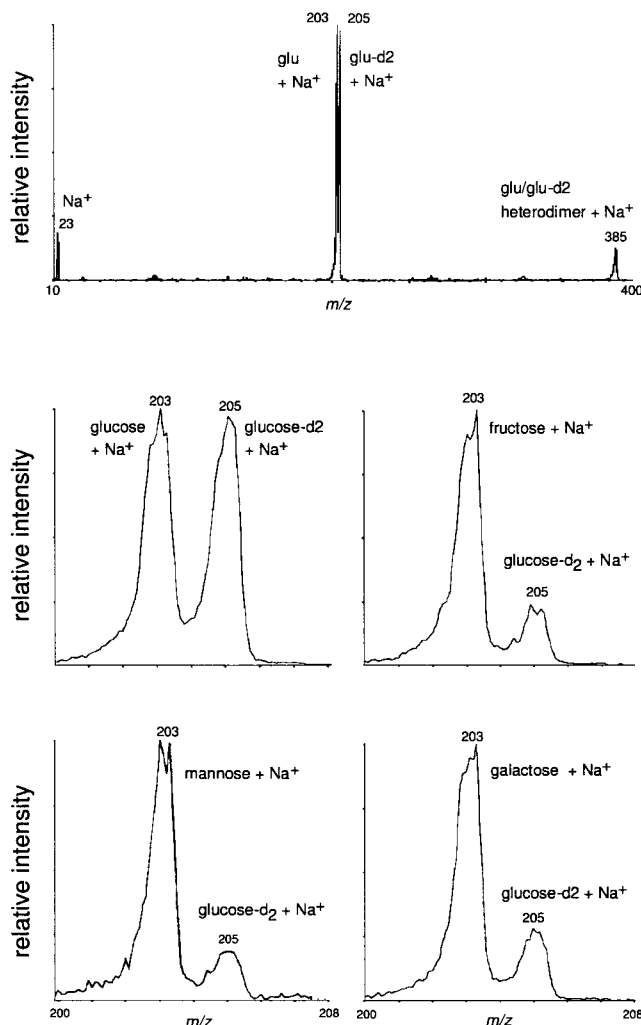 203 205
glu
+ Na⁺
glu-d2
+ Na⁺
Na⁺
23
glu/glu-d2
heterodimer + Na⁺
385
relative intensity
10
m/z
400
203
205
glucose
+ Na⁺
glucose-d2
+ Na⁺
relative intensity
203
fructose + Na⁺
glucose-d₂ + Na⁺
205
203
mannose + Na⁺
glucose-d₂ + Na⁺
205
relative intensity
200
m/z
208
203
galactose + Na⁺
glucose-d2 + Na⁺
205
200
m/z